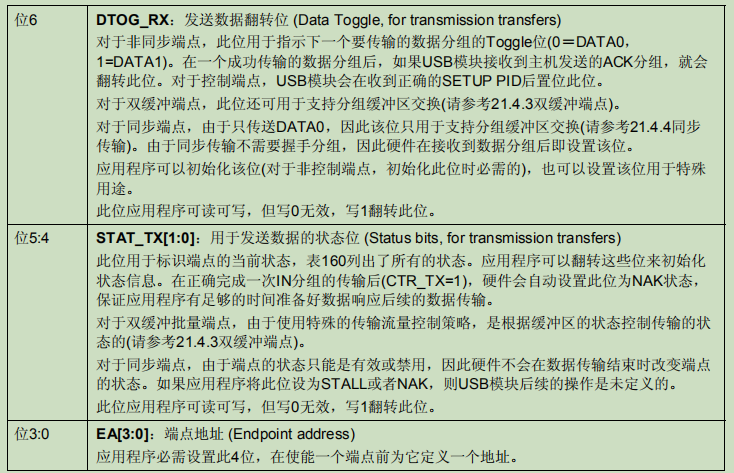 位6
DTOG_RX：发送数据翻转位 (Data Toggle, for transmission transfers)
对于非同步端点，此位用于指示下一个要传输的数据分组的Toggle位(0＝DATA0，
1=DATA1)。在一个成功传输的数据分组后，如果USB模块接收到主机发送的ACK分组，就会
翻转此位。对于控制端点，USB模块会在收到正确的SETUP PID后置位此位。
对于双缓冲端点，此位还可用于支持分组缓冲区交换(请参考21.4.3双缓冲端点)。
对于同步端点，由于只传送DATA0，因此该位只用于支持分组缓冲区交换(请参考21.4.4同步
传输)。由于同步传输不需要握手分组，因此硬件在接收到数据分组后即设置该位。
应用程序可以初始化该位(对于非控制端点，初始化此位时必需的)，也可以设置该位用于特殊
用途。
此位应用程序可读可写，但写0无效，写1翻转此位。
位5:4
STAT_TX[1:0]：用于发送数据的状态位 (Status bits, for transmission transfers)
此位用于标识端点的当前状态，表160列出了所有的状态。应用程序可以翻转这些位来初始化
状态信息。在正确完成一次IN分组的传输后(CTR_TX=1)，硬件会自动设置此位为NAK状态，
保证应用程序有足够的时间准备好数据响应后续的数据传输。
对于双缓冲批量端点，由于使用特殊的传输流量控制策略，是根据缓冲区的状态控制传输的状
态的(请参考21.4.3双缓冲端点)。
对于同步端点，由于端点的状态只能是有效或禁用，因此硬件不会在数据传输结束时改变端点
的状态。如果应用程序将此位设为STALL或者NAK，则USB模块后续的操作是未定义的。
此位应用程序可读可写，但写0无效，写1翻转此位。
位3:0
EA[3:0]：端点地址 (Endpoint address)
应用程序必需设置此4位，在使能一个端点前为它定义一个地址。